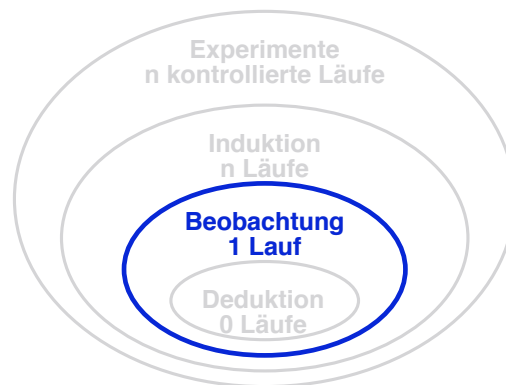 Experimente
n kontrollierte Läufe
Induktion
n Läufe
Beobachtung
1 Lauf
Deduktion
0 Läufe